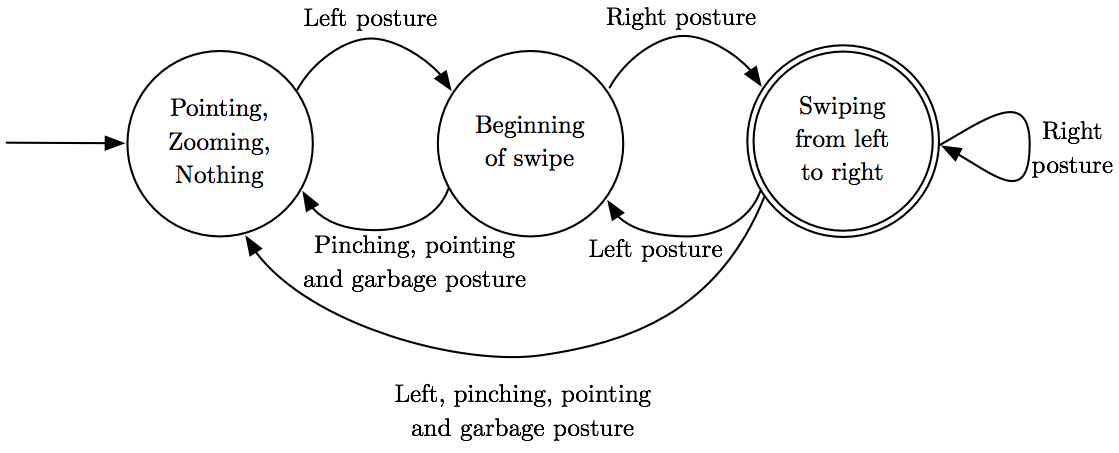 Left posture
Right posture
Pointing,
Zooming,
Nothing
Beginning
of swipe
Swiping
from left
to right
Right
posture
Pinching, pointing
and garbage posture
Left posture
Left, pinching, pointing
and garbage posture